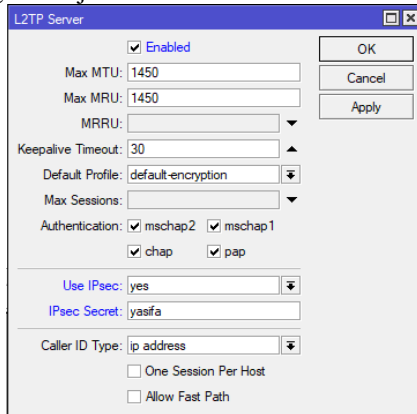 L2TP Server
Enabled
OK
Max MTU: 1450
Cancel
Max MRU: 1450
Apply
MRRU:
Keepalive Timeout: 30
Default Profile: default-encryption
Max Sessions:
Authentication: mschap2 mschap1
chap pap
Use IPsec: yes
IPsec Secret: yasifa
Caller ID Type: ip address
One Session Per Host
Allow Fast Path